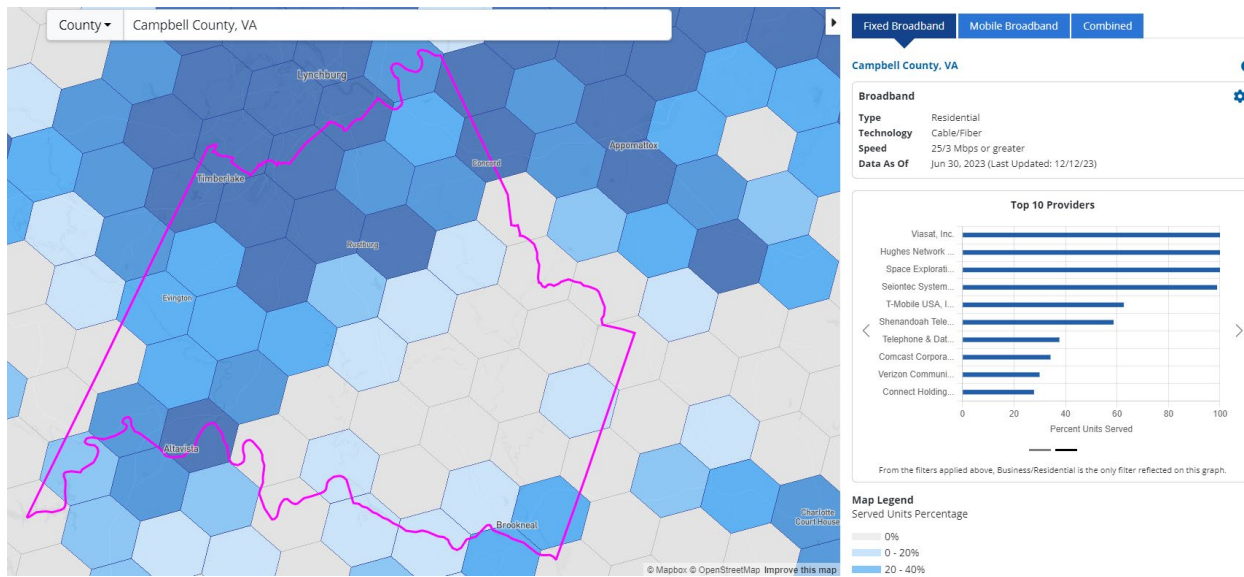 County Campbell County, VA
Lynchburg
Appomattox
Concord
Timberlake
Rustburg
Evington
Altavista
Brookneal
Charlotte
Court House
© Mapbox © OpenStreetMap Improve this map
Fixed Broadband Mobile Broadband Combined
Campbell County, VA
Broadband
Type Residential
Technology Cable/Fiber
Speed 25/3 Mbps or greater
Data As Of Jun 30, 2023 (Last Updated: 12/12/23)
Top 10 Providers
Viasat, Inc.
Hughes Network ...
Space Explorati...
Seiontec System...
T-Mobile USA, I...
Shenandoah Tele...
Telephone & Dat...
Comcast Corpora...
Verizon Communi...
Connect Holding...
0 20 40 60 80 100
Percent Units Served
From the filters applied above, Business/Residential is the only filter reflected on this graph.
Map Legend
Served Units Percentage
0%
0 - 20%
20 - 40%